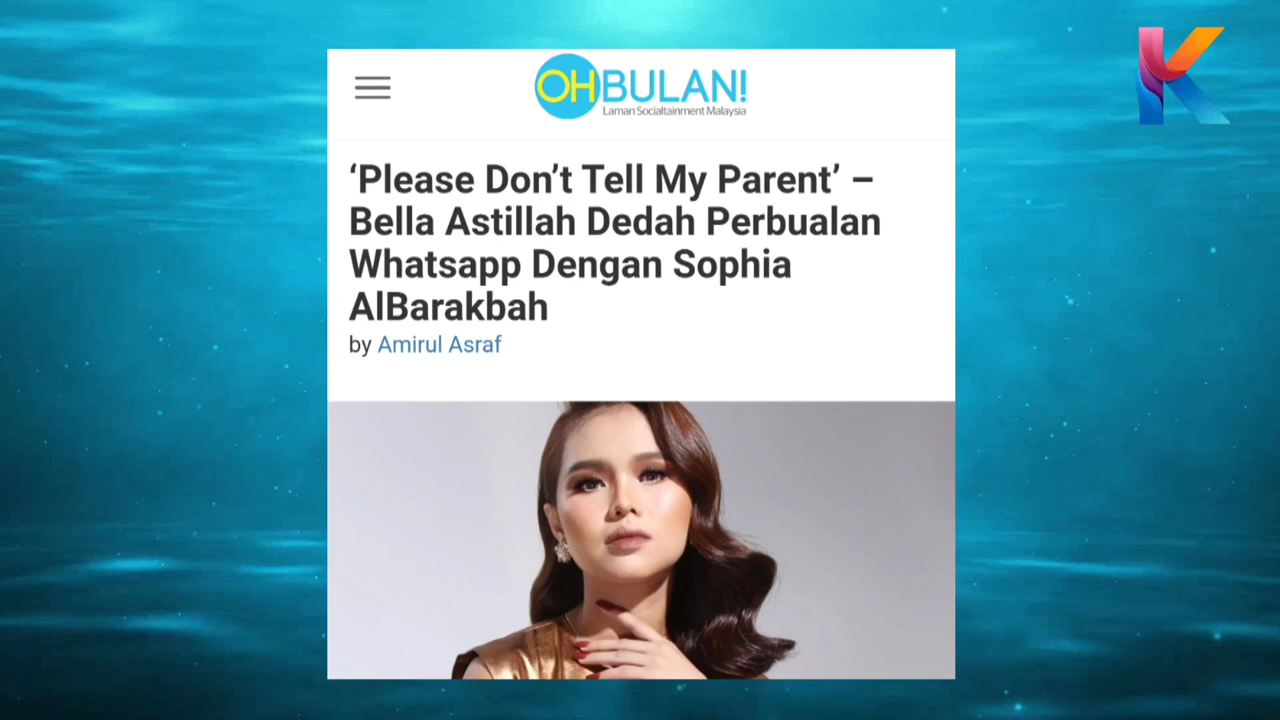 OHBULAN!
Laman Socialtainment Malaysia
‘Please Don’t Tell My Parent’ –
Bella Astillah Dedah Perbualan
Whatsapp Dengan Sophia
AlBarakbah
by Amirul Asraf
K